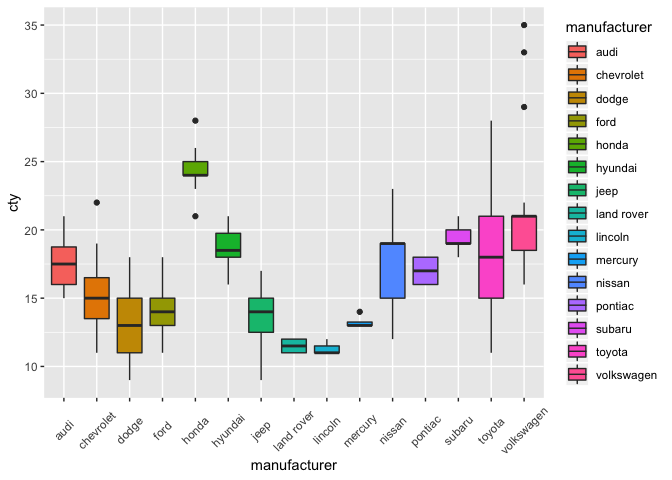 manufacturer
35
30
25
20
15
10
cty
audi
chevrolet
dodge
ford
honda
hyundai
jeep
land rover
lincoln
mercury
nissan
pontiac
subaru
toyota
volkswagen
manufacturer
audi
chevrolet
dodge
ford
honda
hyundai
jeep
land rover
lincoln
mercury
nissan
pontiac
subaru
toyota
volkswagen